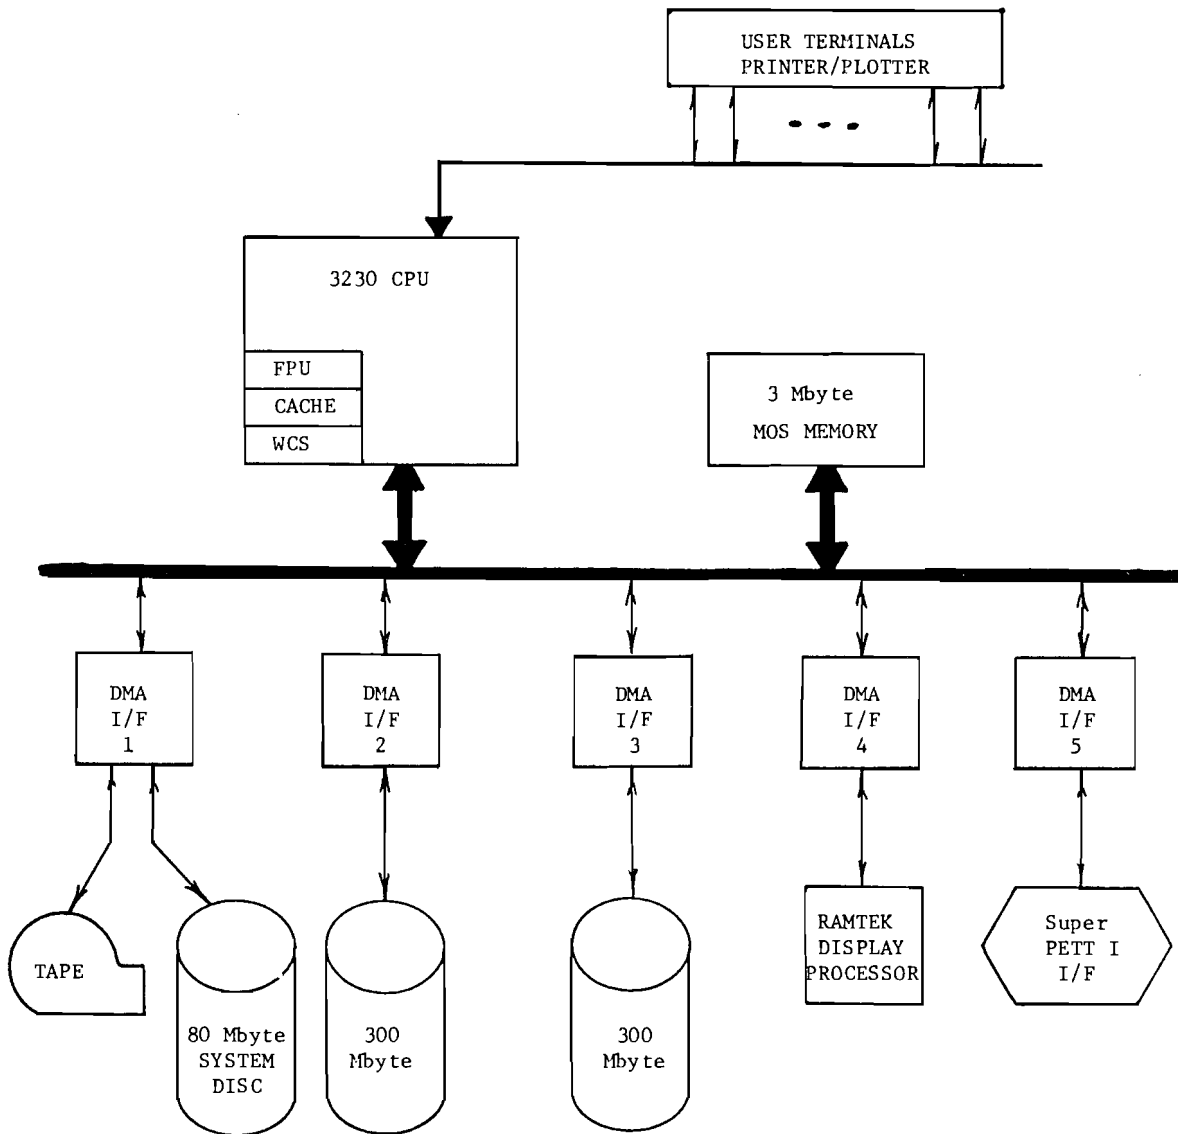 USER TERMINALS
PRINTER/PLOTTER
3230 CPU
FPU
CACHE
WCS
3 Mbyte
MOS MEMORY
DMA
I/F
1
DMA
I/F
2
DMA
I/F
3
DMA
I/F
4
DMA
I/F
5
TAPE
80 Mbyte
SYSTEM
DISC
300
Mbyte
300
Mbyte
RAMTEK
DISPLAY
PROCESSOR
Super
PETT I
I/F